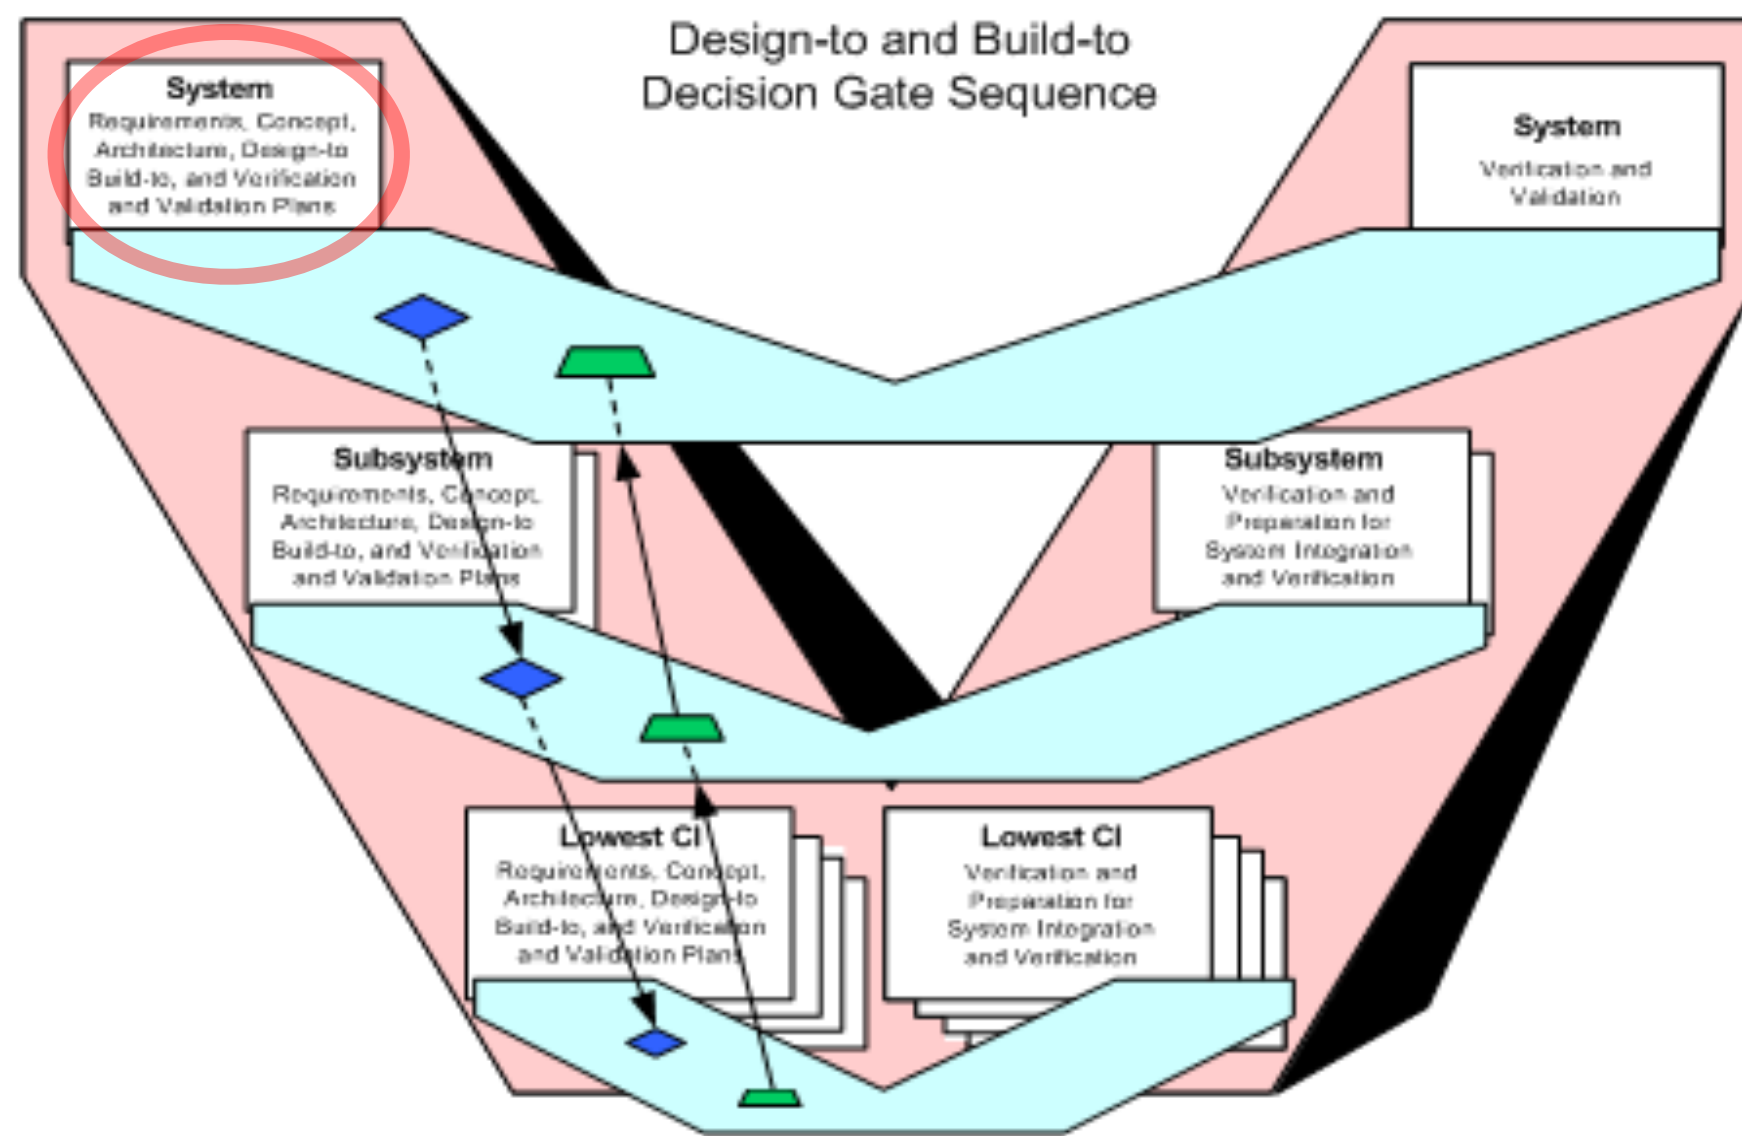 Design-to and Build-to
Decision Gate Sequence
System
Requirements, Concept,
Architecture, Design-to
Build-to, and Verification
and Validation Plans
System
Verification and
Validation
Subsystem
Requirements, Concept,
Architecture, Design-to
Build-to, and Verification
and Validation Plans
Subsystem
Verification and
Preparation for
System Integration
and Verification
Lowest CI
Requirements, Concept,
Architecture, Design-to
Build-to, and Verification
and Validation Plans
Lowest CI
Verification and
Preparation for
System Integration
and Verification